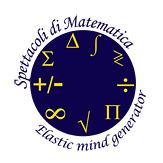 Spettacoli di Matematica
Δ ∫
Σ ≷
+/- ÷
∞ Π
√
Elastic mind generator